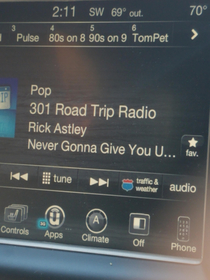 2:11 SW 69° out. 70°
3 Pulse 4 80s on 8 5 90s on 9 6 TomPet
Pop
301 Road Trip Radio
Rick Astley
Never Gonna Give You U...
fav.
tune
traffic & weather
audio
Controls
Apps
A
Climate
Off
Phone